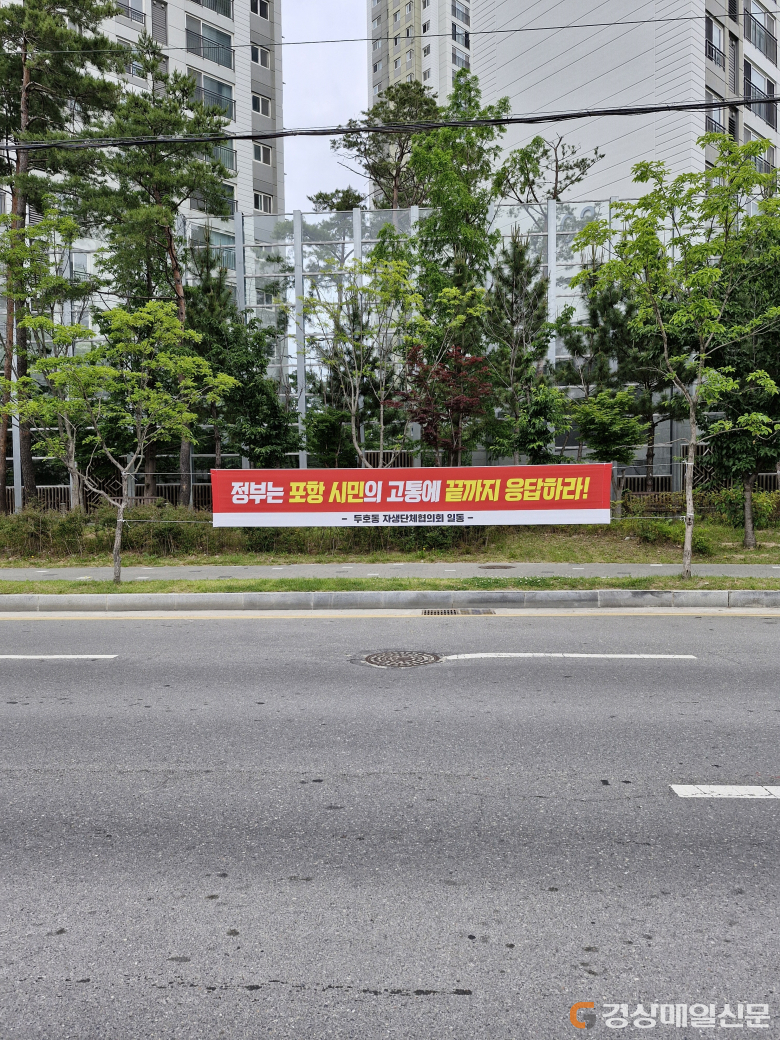 정부는 포항 시민의 고통에 끝까지 응답하라!
- 두호동 자생단체협의회 일동 -
경상매일신문